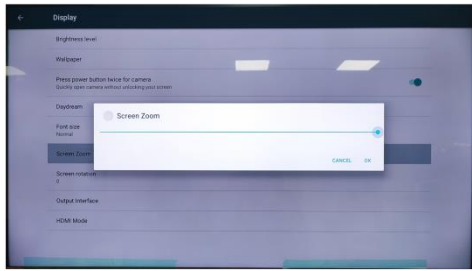 Display
Brightness level
Wallpaper
Press power button twice for camera
Quickly open camera without unlocking your screen
Daydream
Font size
Normal
Screen Zoom
Screen Zoom
CANCEL OK
Screen rotation
0
Output Interface
HDMI Mode